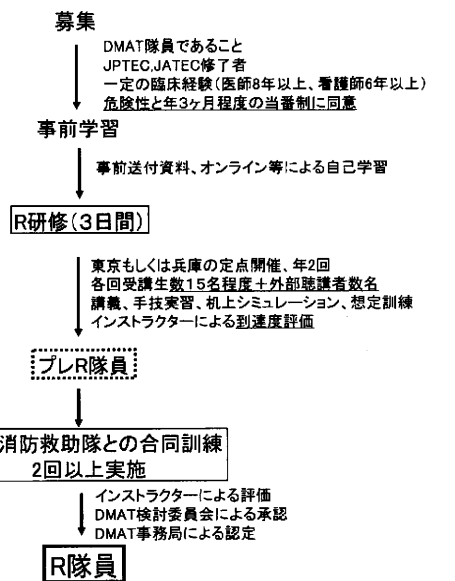 募集
DMAT隊員であること
JPTEC,JATEC修了者
一定の臨床経験(医師8年以上、看護師6年以上)
危険性と年3ヶ月程度の当番制に同意
事前学習
事前送付資料、オンライン等による自己学習
R研修(3日間)
東京もしくは兵庫の定点開催、年2回
各回受講生数15名程度+外部聴講者数名
講義、手技実習、机上シミュレーション、想定訓練
インストラクターによる到達度評価
プレR隊員
消防救助隊との合同訓練
2回以上実施
インストラクターによる評価
DMAT検討委員会による承認
DMAT事務局による認定
R隊員